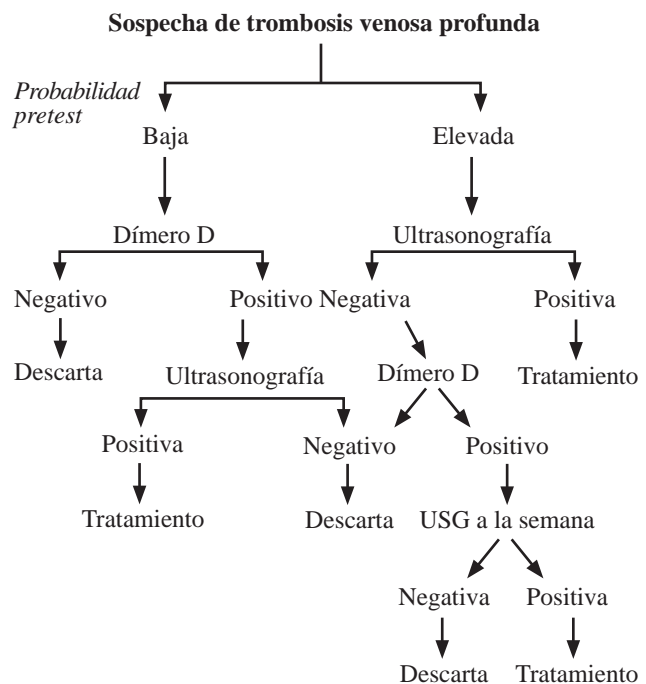 Sospecha de trombosis venosa profunda
Probabilidad
pretest
Baja Elevada
Dímero D Ultrasonografía
Negativo Positivo Negativa Positiva
Descarta Ultrasonografía Dímero D Tratamiento
Positiva Negativo Positivo
Tratamiento Descarta USG a la semana
Negativa Positiva
Descarta Tratamiento